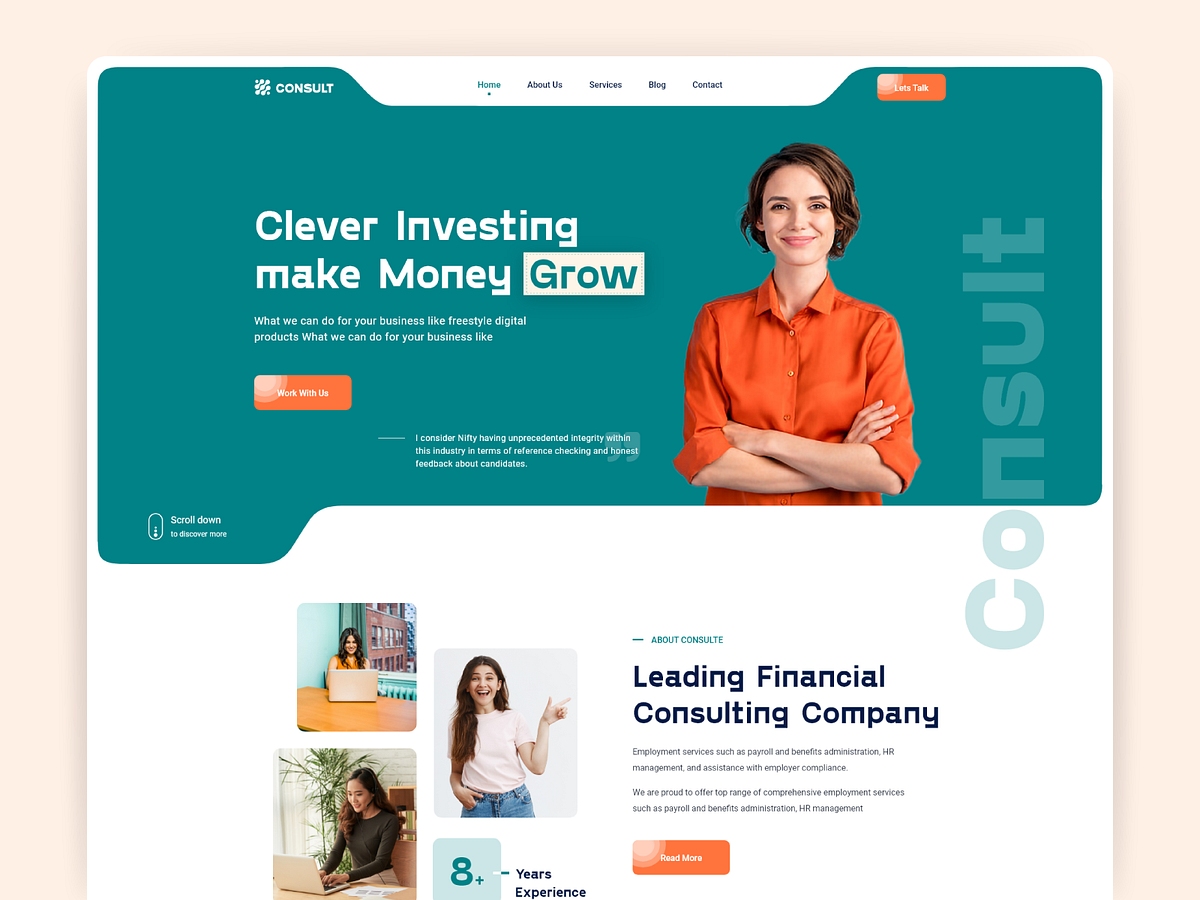 CONSULT
Home About Us Services Blog Contact
Lets Talk
Clever Investing
make Money Grow
What we can do for your business like freestyle digital
products What we can do for your business like
Work With Us
I consider Nifty having unprecedented integrity within
this industry in terms of reference checking and honest
feedback about candidates.
”
Scroll down
to discover more
Consult
ABOUT CONSULTE
Leading Financial
Consulting Company
Employment services such as payroll and benefits administration, HR
management, and assistance with employer compliance.
We are proud to offer top range of comprehensive employment services
such as payroll and benefits administration, HR management
Read More
8+
Years
Experience